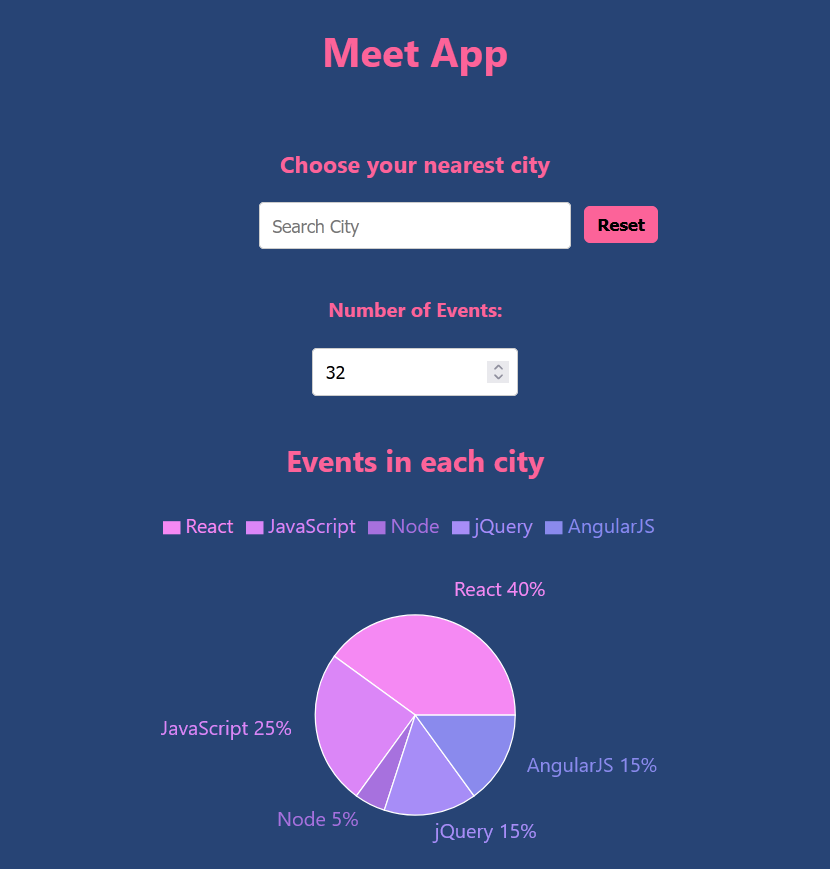 Meet App
Choose your nearest city
Search City
Reset
Number of Events:
32
Events in each city
React JavaScript Node jQuery AngularJS
React 40%
JavaScript 25%
AngularJS 15%
Node 5%
jQuery 15%